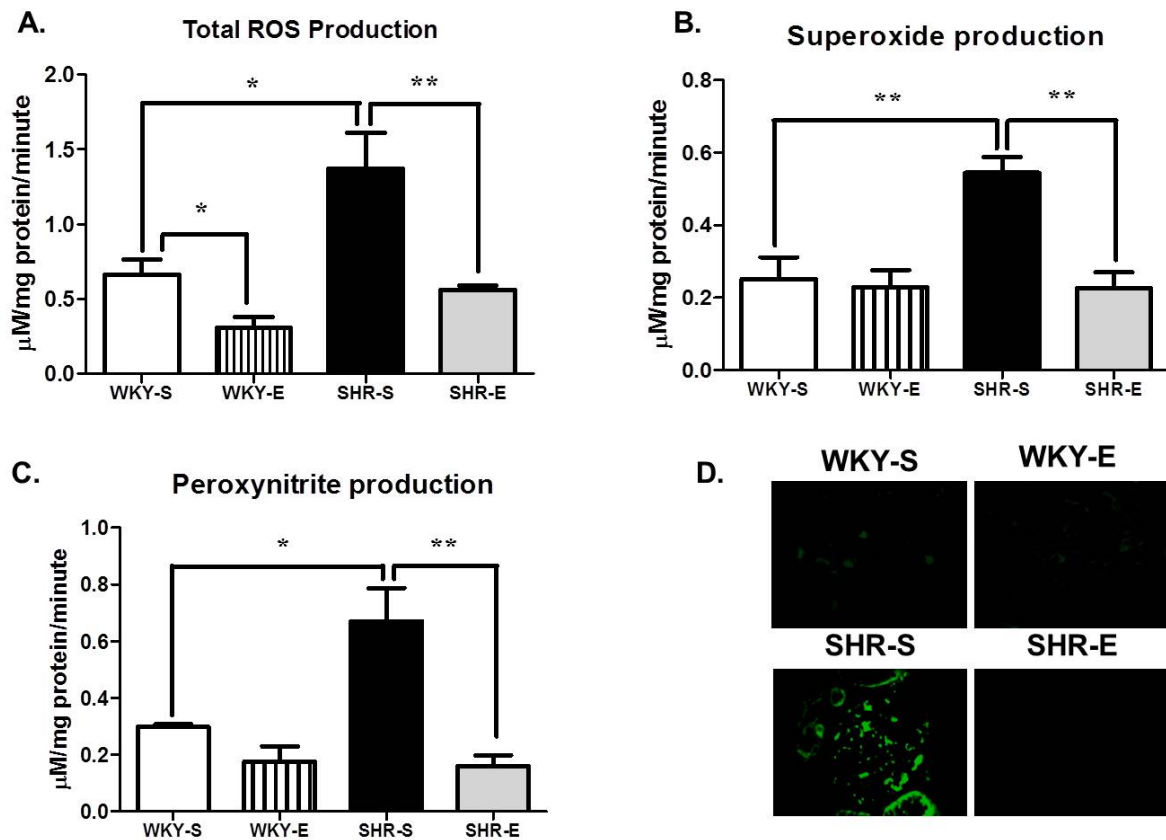 A.
Total ROS Production
μM/mg protein/minute
2.0
1.5
1.0
0.5
0.0
*
**
*
WKY-S WKY-E SHR-S SHR-E
B.
Superoxide production
μM/mg protein/minute
0.8
0.6
0.4
0.2
0.0
**
**
WKY-S WKY-E SHR-S SHR-E
C.
Peroxynitrite production
μM/mg protein/minute
1.0
0.8
0.6
0.4
0.2
0.0
*
**
WKY-S WKY-E SHR-S SHR-E
D.
WKY-S WKY-E
SHR-S SHR-E